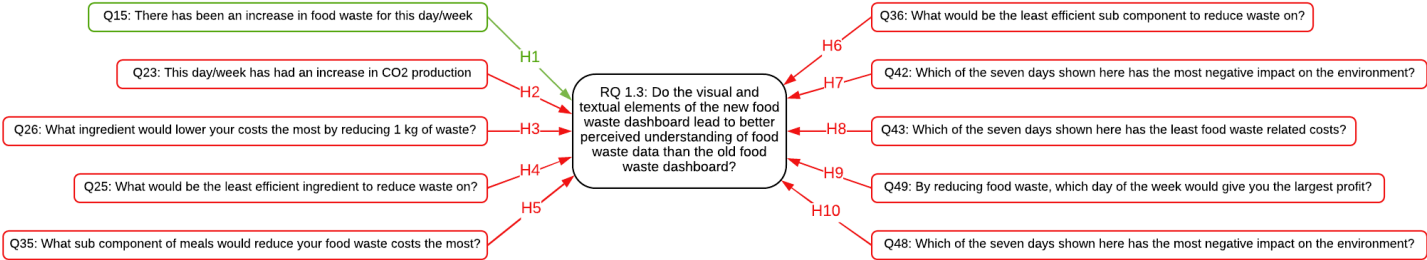 Q15: There has been an increase in food waste for this day/week
H1
Q23: This day/week has had an increase in CO2 production
H2
Q26: What ingredient would lower your costs the most by reducing 1 kg of waste?
H3
Q25: What would be the least efficient ingredient to reduce waste on?
H4
Q35: What sub component of meals would reduce your food waste costs the most?
H5
RQ 1.3: Do the visual and
textual elements of the new food
waste dashboard lead to better
perceived understanding of food
waste data than the old food
waste dashboard?
Q36: What would be the least efficient sub component to reduce waste on?
H6
Q42: Which of the seven days shown here has the most negative impact on the environment?
H7
Q43: Which of the seven days shown here has the least food waste related costs?
H8
Q49: By reducing food waste, which day of the week would give you the largest profit?
H9
Q48: Which of the seven days shown here has the most negative impact on the environment?
H10